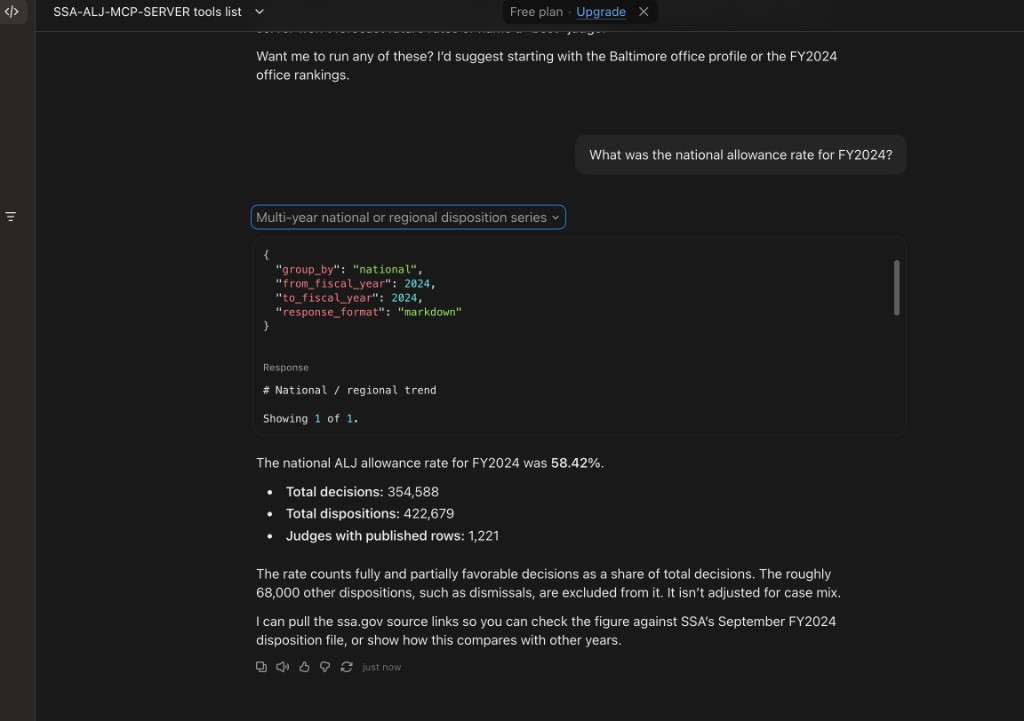 SSA-ALJ-MCP-SERVER tools list
Free plan · Upgrade
Want me to run any of these? I'd suggest starting with the Baltimore office profile or the FY2024
office rankings.
What was the national allowance rate for FY2024?
Multi-year national or regional disposition series
{
"group_by": "national",
"from_fiscal_year": 2024,
"to_fiscal_year": 2024,
"response_format": "markdown"
}
Response
# National / regional trend
Showing 1 of 1.
The national ALJ allowance rate for FY2024 was 58.42%.
• Total decisions: 354,588
• Total dispositions: 422,679
• Judges with published rows: 1,221
The rate counts fully and partially favorable decisions as a share of total decisions. The roughly
68,000 other dispositions, such as dismissals, are excluded from it. It isn't adjusted for case mix.
I can pull the ssa.gov source links so you can check the figure against SSA's September FY2024
disposition file, or show how this compares with other years.
just now